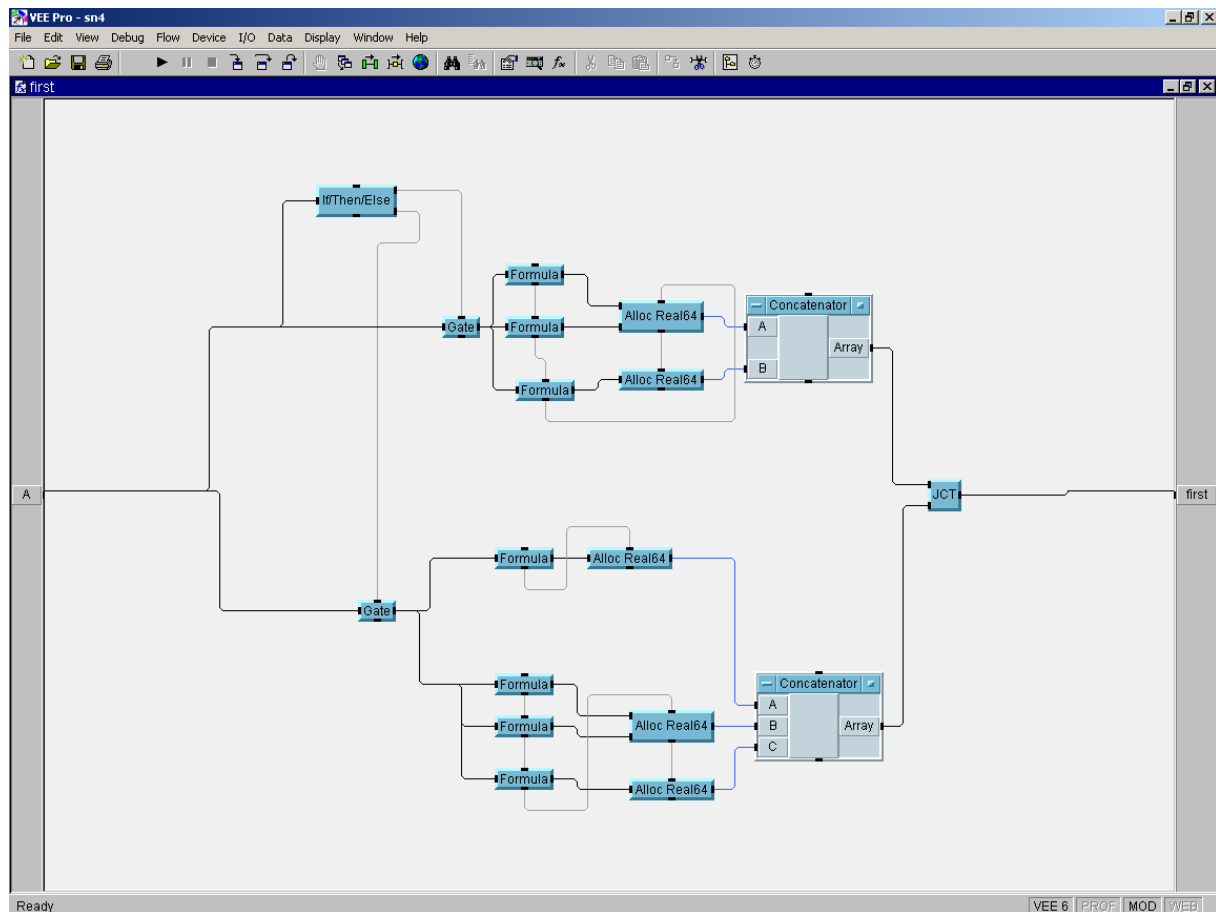 VEE Pro - sn4
File Edit View Debug Flow Device I/O Data Display Window Help
first
If/Then/Else
Formula
Concatenator
Alloc Real64
A
Gate
Formula
Array
B
Alloc Real64
Formula
A
JCT
first
Formula
Alloc Real64
Gate
Formula
Concatenator
A
Formula
Alloc Real64
B
Array
C
Formula
Alloc Real64
Ready
VEE 6 PROF MOD WEB